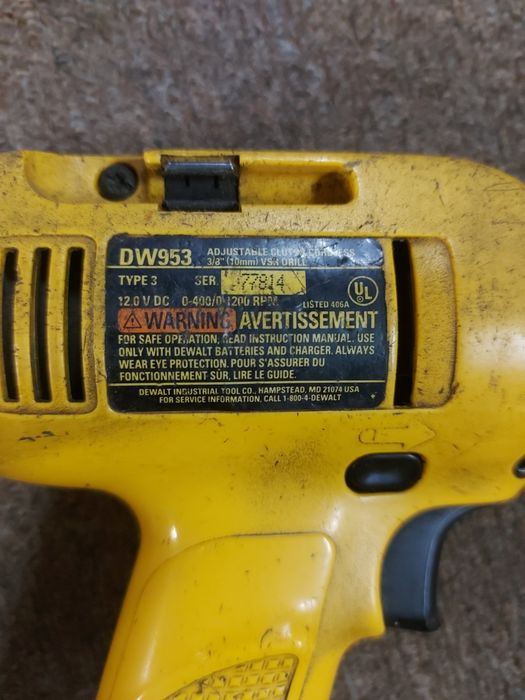 DW953 ADJUSTABLE CLUTCH CORDLESS
3/8" (10mm) VSR DRILL
TYPE 3 SER. 77814
12.0 V DC 0-400/0-1200 RPM LISTED 406A UL
WARNING AVERTISSEMENT
FOR SAFE OPERATION, READ INSTRUCTION MANUAL. USE
ONLY WITH DEWALT BATTERIES AND CHARGER. ALWAYS
WEAR EYE PROTECTION. POUR S'ASSURER DU
FONCTIONNEMENT SÛR, LIRE LE GUIDE.
DEWALT INDUSTRIAL TOOL CO., HAMPSTEAD, MD 21074 USA
FOR SERVICE INFORMATION, CALL 1-800-4-DEWALT